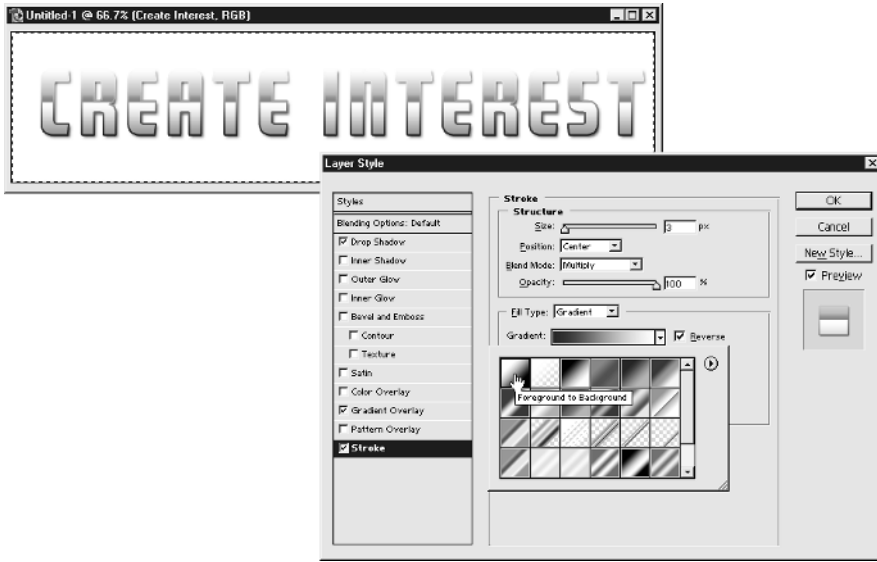 Untitled-1 @ 66.7% (Create Interest, RGB)
CREATE INTEREST
Layer Style
Styles
Blending Options: Default
Drop Shadow
Inner Shadow
Outer Glow
Inner Glow
Bevel and Emboss
Contour
Texture
Satin
Color Overlay
Gradient Overlay
Pattern Overlay
Stroke
Stroke
Structure
Size: 3 px
Position: Center
Blend Mode: Multiply
Opacity: 100 %
Fill Type: Gradient
Gradient: Reverse
Foreground to Background
OK
Cancel
New Style...
Preview